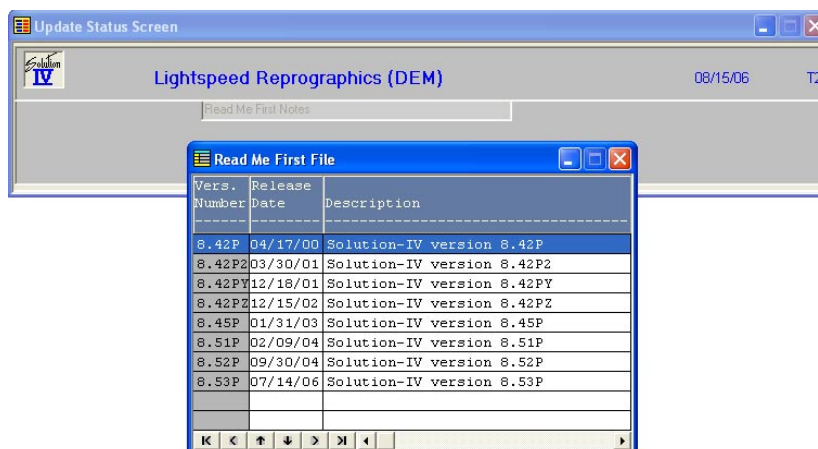 Update Status Screen
Solution
IV
Lightspeed Reprographics (DEM)
08/15/06
T2
Read Me First Notes
Read Me First File
Vers. Release
Number Date Description
------ -------- ------------------------------------
8.42P 04/17/00 Solution-IV version 8.42P
8.42P2 03/30/01 Solution-IV version 8.42P2
8.42PY 12/18/01 Solution-IV version 8.42PY
8.42PZ 12/15/02 Solution-IV version 8.42PZ
8.45P 01/31/03 Solution-IV version 8.45P
8.51P 02/09/04 Solution-IV version 8.51P
8.52P 09/30/04 Solution-IV version 8.52P
8.53P 07/14/06 Solution-IV version 8.53P